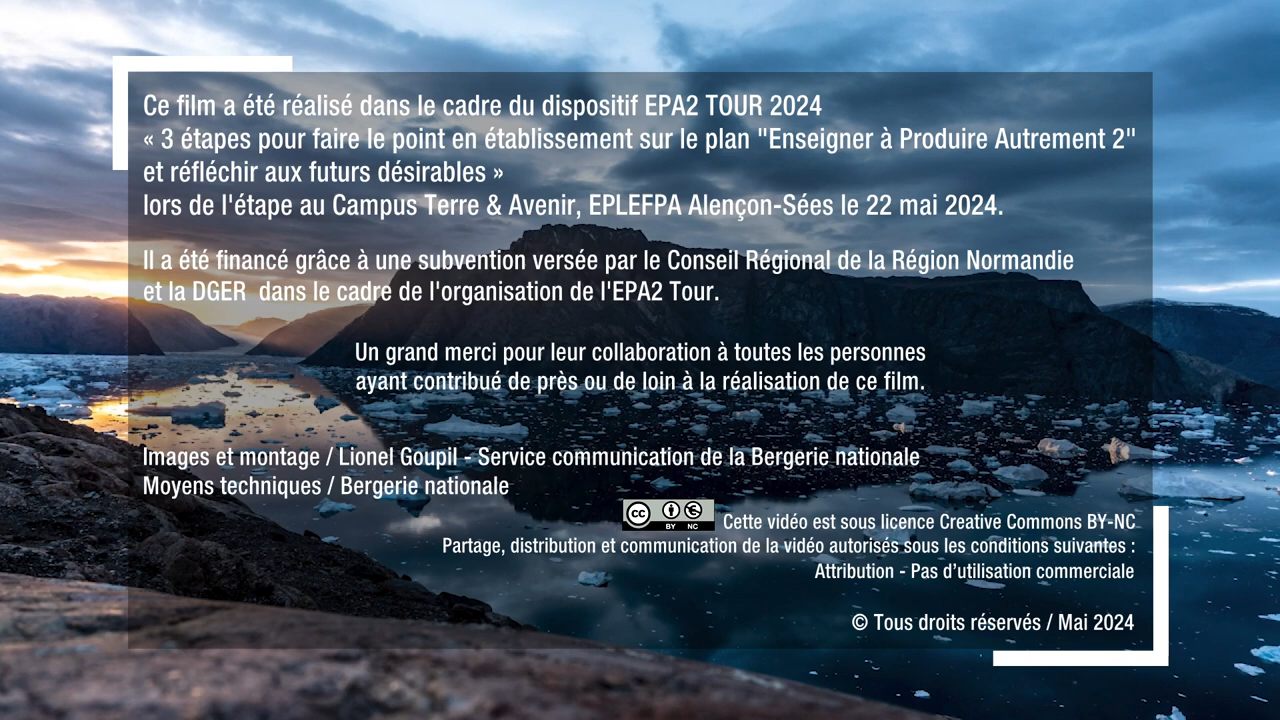 Ce film a été réalisé dans le cadre du dispositif EPA2 TOUR 2024
« 3 étapes pour faire le point en établissement sur le plan "Enseigner à Produire Autrement 2"
et réfléchir aux futurs désirables »
lors de l'étape au Campus Terre & Avenir, EPLEFPA Alençon-Sées le 22 mai 2024.
Il a été financé grâce à une subvention versée par le Conseil Régional de la Région Normandie
et la DGER dans le cadre de l'organisation de l'EPA2 Tour.
Un grand merci pour leur collaboration à toutes les personnes
ayant contribué de près ou de loin à la réalisation de ce film.
Images et montage / Lionel Goupil - Service communication de la Bergerie nationale
Moyens techniques / Bergerie nationale
cc BY NC Cette vidéo est sous licence Creative Commons BY-NC
Partage, distribution et communication de la vidéo autorisés sous les conditions suivantes :
Attribution - Pas d’utilisation commerciale
© Tous droits réservés / Mai 2024